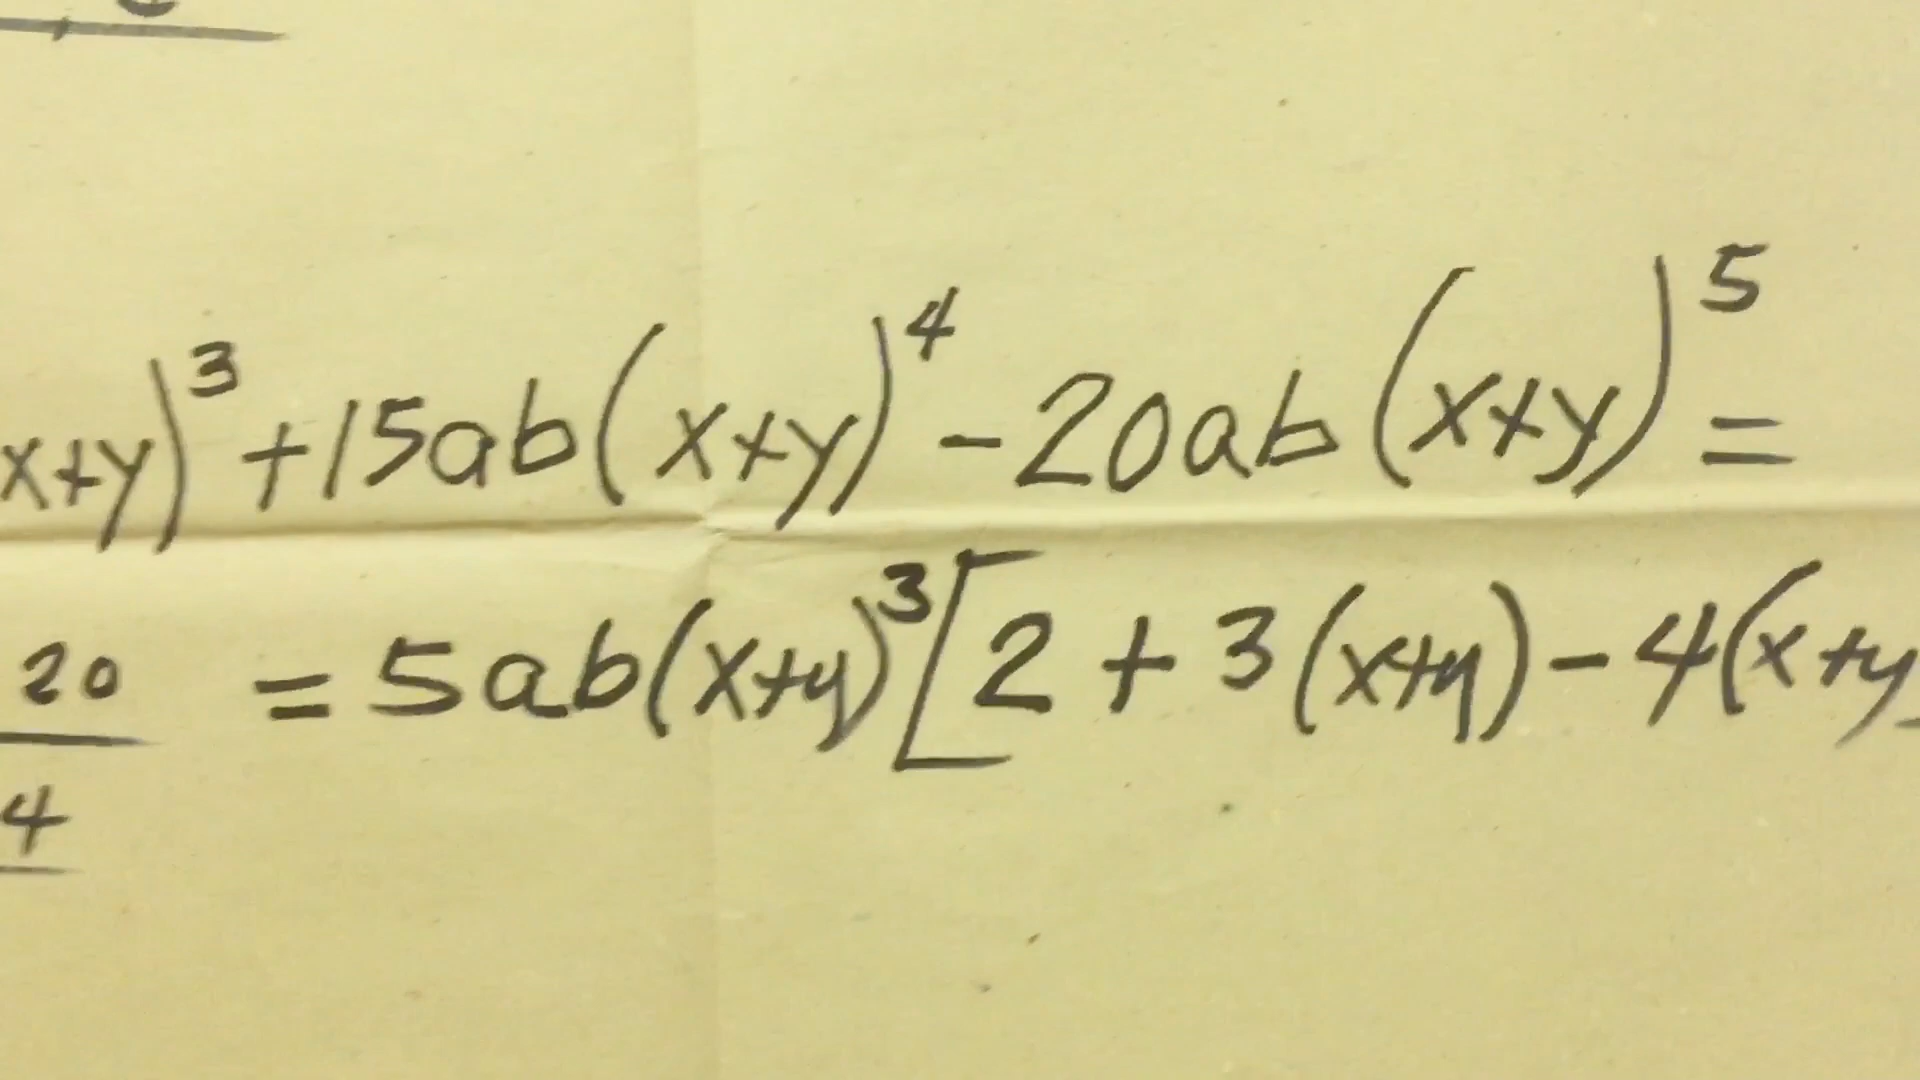 x+y)³ +15ab(x+y)⁴ -20ab(x+y)⁵ =
20
= 5ab(x+y)³[2 + 3(x+y) - 4(x+y
4